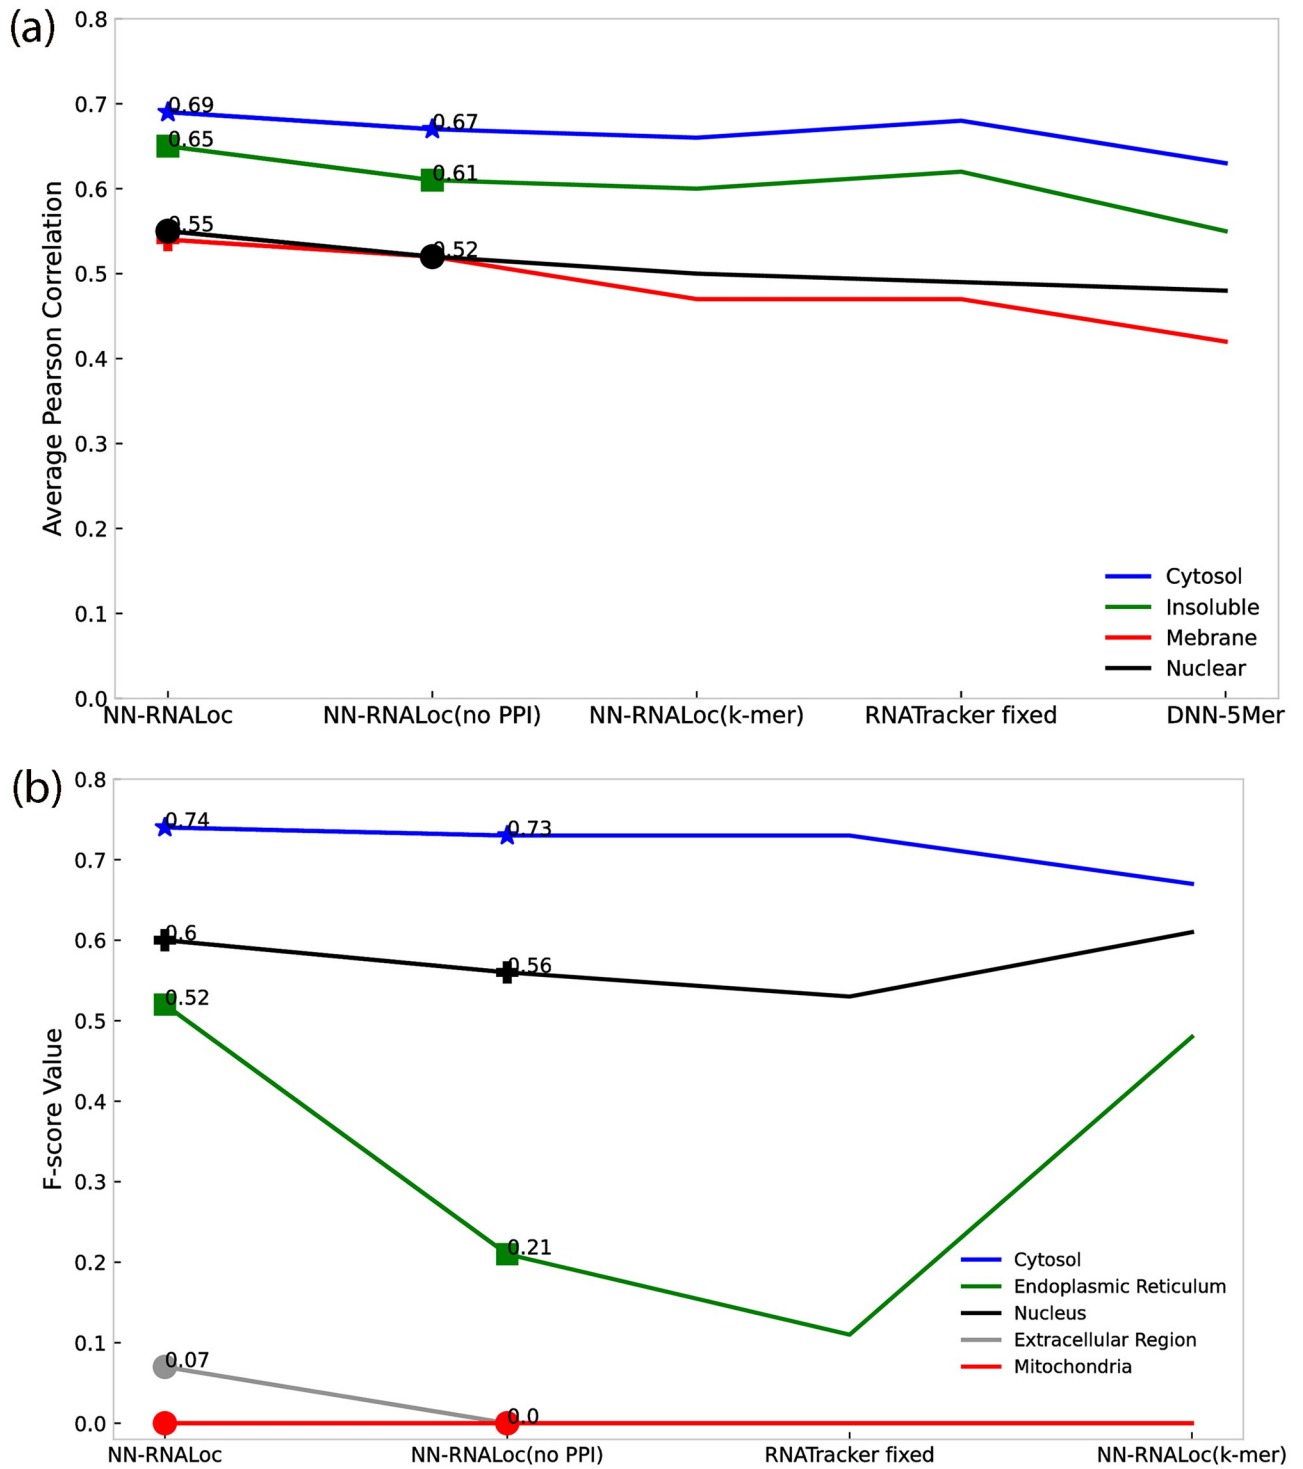 (a)
0.8
0.7
0.6
0.5
0.4
0.3
0.2
0.1
0.0
Average Pearson Correlation
0.69
0.67
0.65
0.61
0.55
0.52
Cytosol
Insoluble
Mebrane
Nuclear
NN-RNALoc NN-RNALoc(no PPI) NN-RNALoc(k-mer) RNATracker fixed DNN-5Mer
(b)
0.8
0.7
0.6
0.5
0.4
0.3
0.2
0.1
0.0
F-score Value
0.74
0.73
0.6
0.56
0.52
0.21
0.07
0.0
Cytosol
Endoplasmic Reticulum
Nucleus
Extracellular Region
Mitochondria
NN-RNALoc NN-RNALoc(no PPI) RNATracker fixed NN-RNALoc(k-mer)